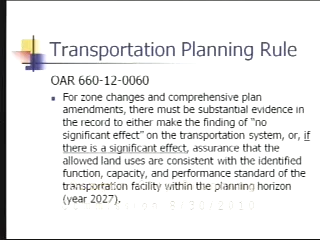 Transportation Planning Rule
OAR 660-12-0060
For zone changes and comprehensive plan
amendments, there must be substantial evidence in
the record to either make the finding of "no
significant effect" on the transportation system, or, if
there is a significant effect, assurance that the
allowed land uses are consistent with the identified
function, capacity, and performance standard of the
transportation facility within the planning horizon
(year 2027).